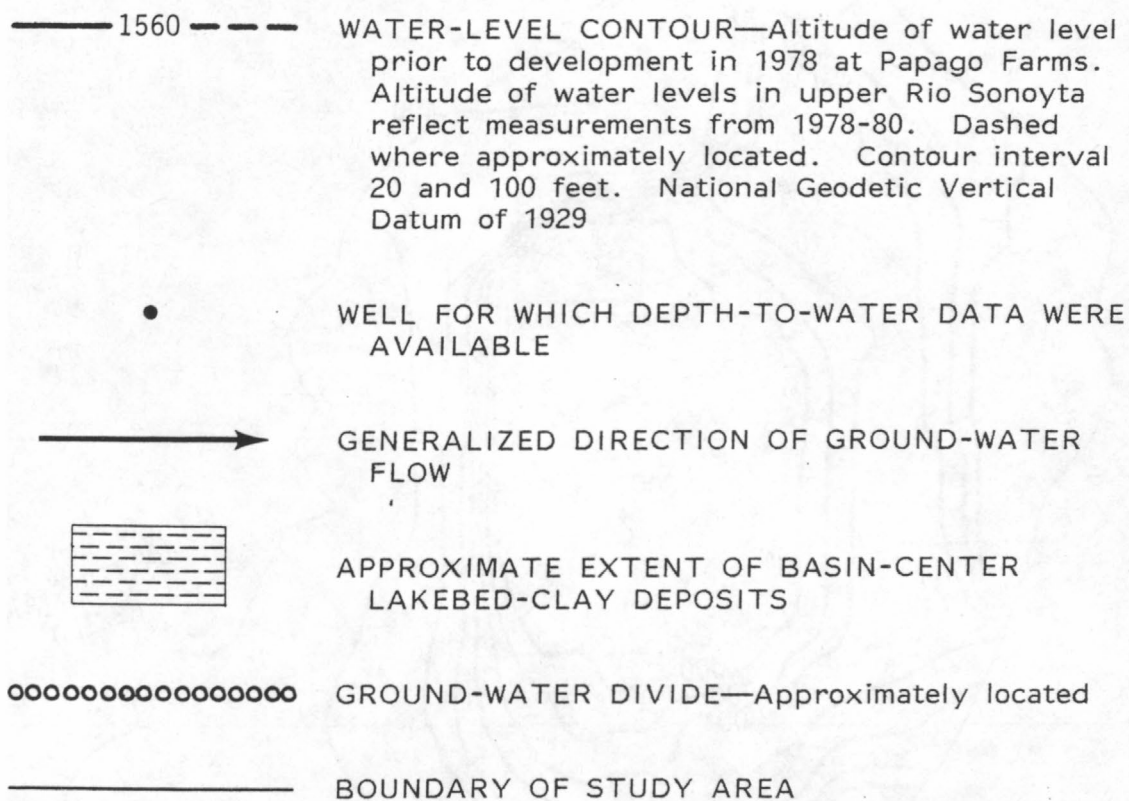 1560 WATER-LEVEL CONTOUR—Altitude of water level
prior to development in 1978 at Papago Farms.
Altitude of water levels in upper Rio Sonoyta
reflect measurements from 1978-80. Dashed
where approximately located. Contour interval
20 and 100 feet. National Geodetic Vertical
Datum of 1929
WELL FOR WHICH DEPTH-TO-WATER DATA WERE
AVAILABLE
GENERALIZED DIRECTION OF GROUND-WATER
FLOW
APPROXIMATE EXTENT OF BASIN-CENTER
LAKEBED-CLAY DEPOSITS
GROUND-WATER DIVIDE—Approximately located
BOUNDARY OF STUDY AREA